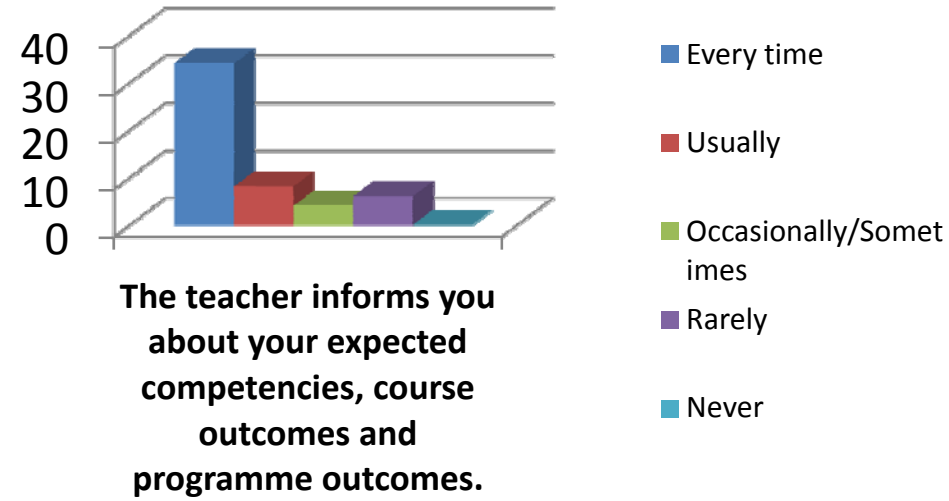 40
30
20
10
0
The teacher informs you
about your expected
competencies, course
outcomes and
programme outcomes.
Every time
Usually
Occasionally/Somet
imes
Rarely
Never